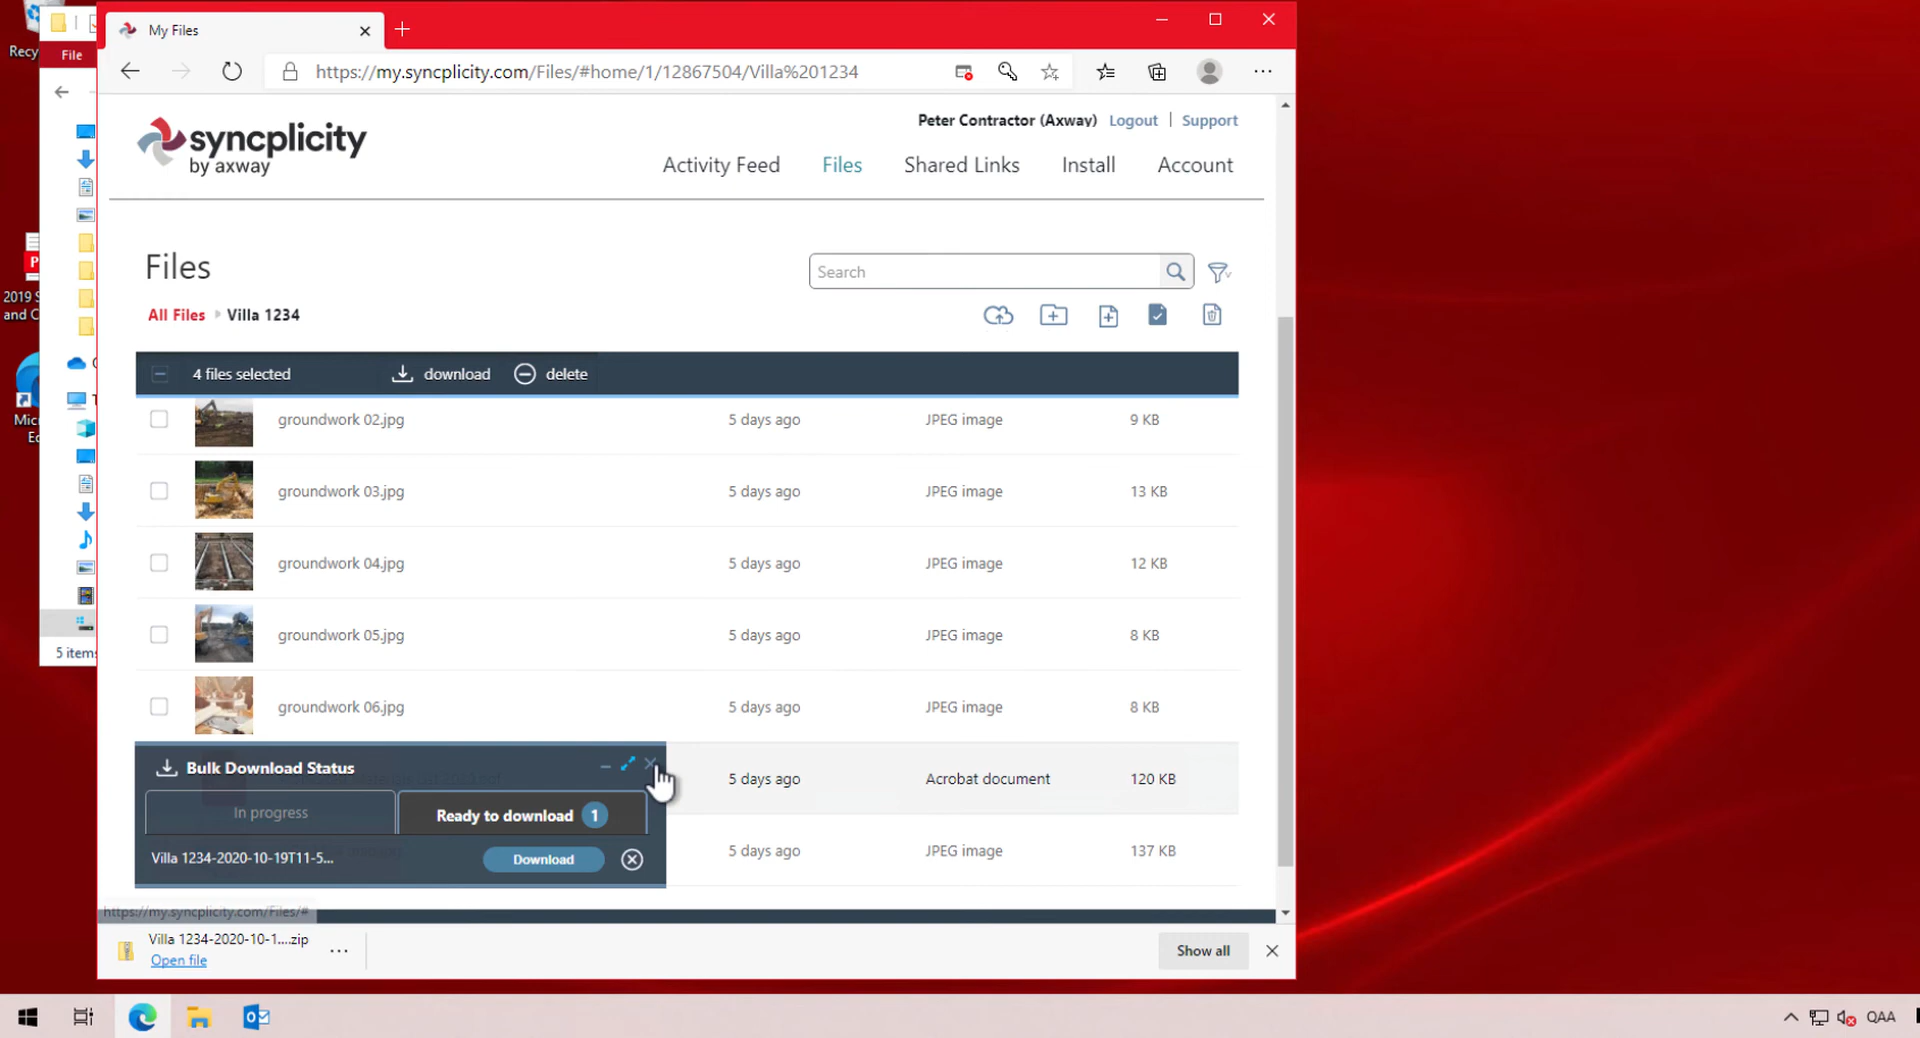 My Files
Recy
File
https://my.syncplicity.com/Files/#home/1/12867504/Villa%201234
syncplicity
by axway
Peter Contractor (Axway) Logout | Support
Activity Feed Files Shared Links Install Account
Files
Search
All Files Villa 1234
2019 S
and C
4 files selected download delete
groundwork 02.jpg 5 days ago JPEG image 9 KB
Micr
Ed
groundwork 03.jpg 5 days ago JPEG image 13 KB
groundwork 04.jpg 5 days ago JPEG image 12 KB
groundwork 05.jpg 5 days ago JPEG image 8 KB
5 items
groundwork 06.jpg 5 days ago JPEG image 8 KB
Bulk Download Status
5 days ago Acrobat document 120 KB
In progress Ready to download 1
Villa 1234-2020-10-19T11-5... Download
5 days ago JPEG image 137 KB
https://my.syncplicity.com/Files/#
Villa 1234-2020-10-1....zip
Open file
Show all
QAA